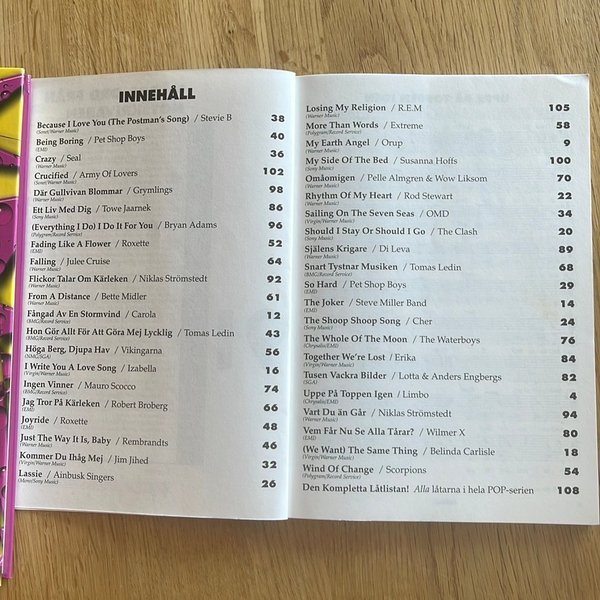 INNEHÅLL
Because I Love You (The Postman's Song) / Stevie B 38
(Sonet/Warner Music)
Being Boring / Pet Shop Boys 40
(EMI)
Crazy / Seal 36
(Warner Music)
Crucified / Army Of Lovers 102
(Sonet/Warner Music)
Där Gullvivan Blommar / Grymlings 98
(Warner Music)
Ett Liv Med Dig / Towe Jaarnek 86
(Sony Music)
(Everything I Do) I Do It For You / Bryan Adams 96
(Polygram/Record Service)
Fading Like A Flower / Roxette 52
(EMI)
Falling / Julee Cruise 64
(Warner Music)
Flickor Talar Om Kärleken / Niklas Strömstedt 92
(Virgin/Warner Music)
From A Distance / Bette Midler 61
(Warner Music)
Fångad Av En Stormvind / Carola 12
(BMG/Record Service)
Hon Gör Allt För Att Göra Mej Lycklig / Tomas Ledin 43
(BMG/Record Service)
Höga Berg, Djupa Hav / Vikingarna 56
(NMG/SGA)
I Write You A Love Song / Izabella 16
(Virgin/Warner Music)
Ingen Vinner / Mauro Scocco 74
(BMG/Record Service)
Jag Tror På Kärleken / Robert Broberg 66
(EMI)
Joyride / Roxette 48
(EMI)
Just The Way It Is, Baby / Rembrandts 46
(Warner Music)
Kommer Du Ihåg Mej / Jim Jihed 32
(Virgin/Warner Music)
Lassie / Ainbusk Singers 26
(Mono/Sony Music)
Losing My Religion / R.E.M 105
(Warner Music)
More Than Words / Extreme 58
(Polygram/Record Service)
My Earth Angel / Orup 9
(Warner Music)
My Side Of The Bed / Susanna Hoffs 100
(Sony Music)
Omåomigen / Pelle Almgren & Wow Liksom 70
(Warner Music)
Rhythm Of My Heart / Rod Stewart 22
(Warner Music)
Sailing On The Seven Seas / OMD 34
(Virgin/Warner Music)
Should I Stay Or Should I Go / The Clash 20
(Sony Music)
Själens Krigare / Di Leva 89
(Virgin/Warner Music)
Snart Tystnar Musiken / Tomas Ledin 68
(BMG/Record Service)
So Hard / Pet Shop Boys 29
(EMI)
The Joker / Steve Miller Band 14
(EMI)
The Shoop Shoop Song / Cher 24
(Sony Music)
The Whole Of The Moon / The Waterboys 76
(Chrysalis/EMI)
Together We're Lost / Erika 84
(Virgin/Warner Music)
Tusen Vackra Bilder / Lotta & Anders Engbergs 82
(SGA)
Uppe På Toppen Igen / Limbo 4
(Chrysalis/EMI)
Vart Du än Går / Niklas Strömstedt 94
(Virgin/Warner Music)
Vem Får Nu Se Alla Tårar? / Wilmer X 80
(EMI)
(We Want) The Same Thing / Belinda Carlisle 18
(Virgin/Warner Music)
Wind Of Change / Scorpions 54
(Polygram/Record Service)
Den Kompletta Låtlistan! Alla låtarna i hela POP-serien 108